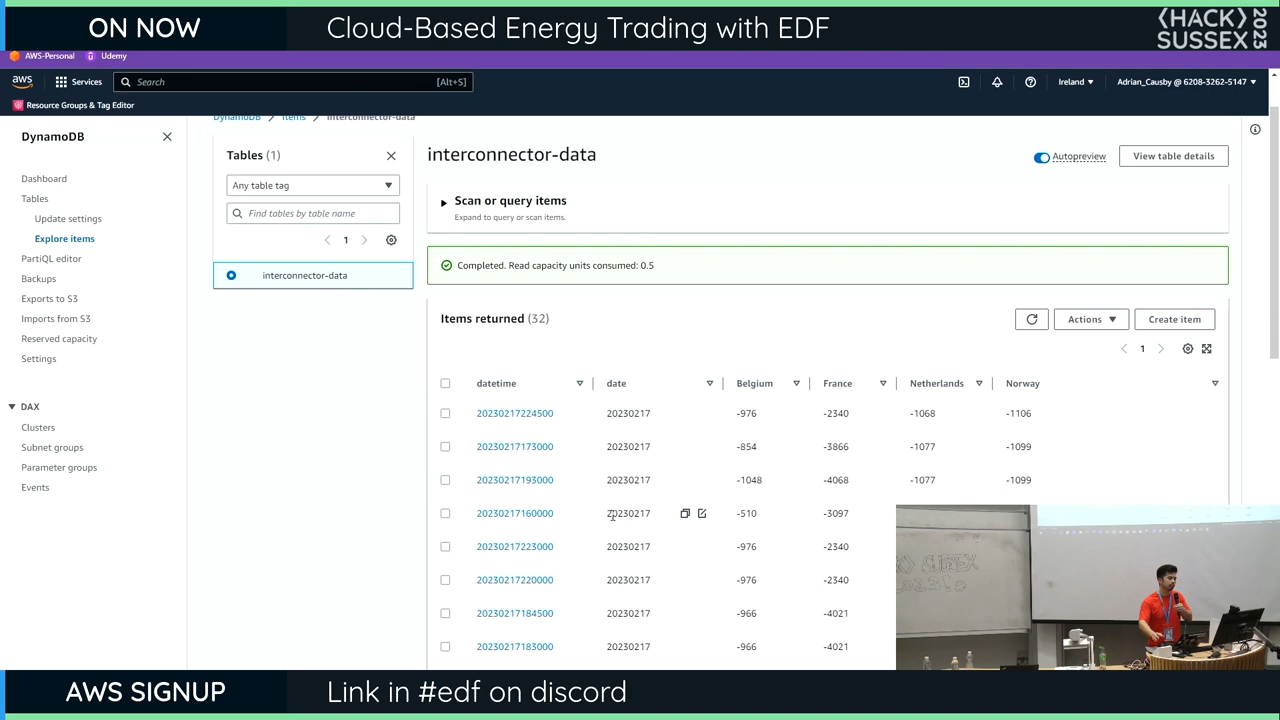 ON NOW
Cloud-Based Energy Trading with EDF
{HACK}
SUSSEX
2023
AWS-Personal
Udemy
aws
Services
Search
[Alt+S]
Ireland
Adrian_Causby @ 6208-3262-5147
Resource Groups & Tag Editor
DynamoDB
Items
interconnector-data
DynamoDB
Dashboard
Tables
Update settings
Explore items
PartiQL editor
Backups
Exports to S3
Imports from S3
Reserved capacity
Settings
DAX
Clusters
Subnet groups
Parameter groups
Events
Tables (1)
Any table tag
Find tables by table name
1
interconnector-data
interconnector-data
Autopreview
View table details
Scan or query items
Expand to query or scan items.
Completed. Read capacity units consumed: 0.5
Items returned (32)
Actions
Create item
1
datetime date Belgium France Netherlands Norway
20230217224500 20230217 -976 -2340 -1068 -1106
20230217173000 20230217 -854 -3866 -1077 -1099
20230217193000 20230217 -1048 -4068 -1077 -1099
20230217160000 20230217 -510 -3097
20230217223000 20230217 -976 -2340
20230217220000 20230217 -976 -2340
20230217184500 20230217 -966 -4021
20230217183000 20230217 -966 -4021
SUSSEX
AWS SIGNUP
Link in #edf on discord